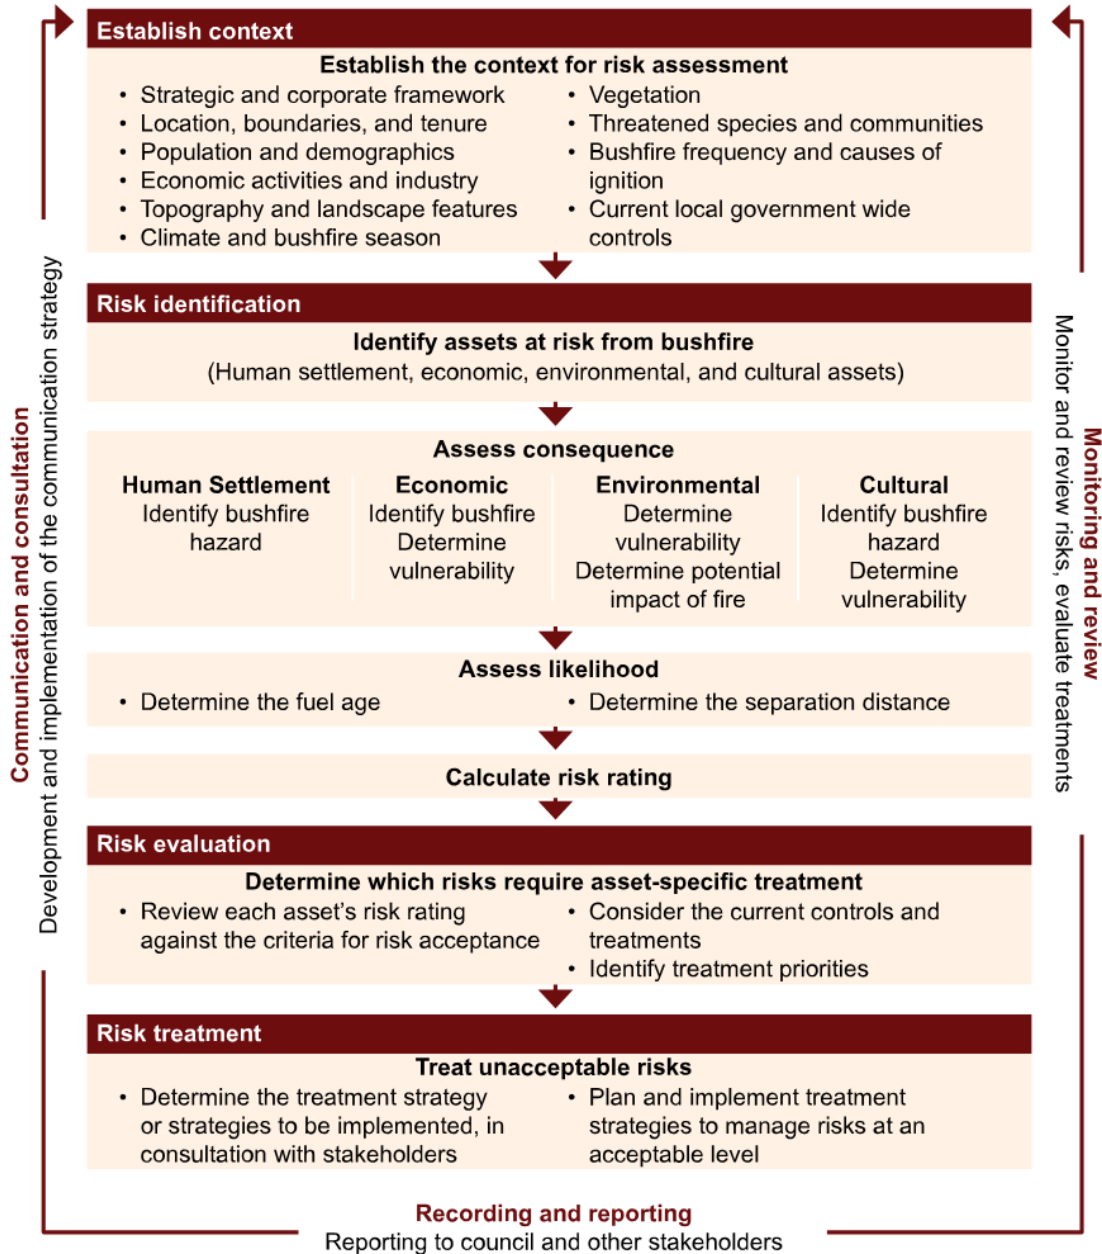 Establish context
Establish the context for risk assessment
• Strategic and corporate framework
• Location, boundaries, and tenure
• Population and demographics
• Economic activities and industry
• Topography and landscape features
• Climate and bushfire season
• Vegetation
• Threatened species and communities
• Bushfire frequency and causes of
ignition
• Current local government wide
controls
Risk identification
Identify assets at risk from bushfire
(Human settlement, economic, environmental, and cultural assets)
Assess consequence
Human Settlement
Identify bushfire
hazard
Economic
Identify bushfire
Determine
vulnerability
Environmental
Determine
vulnerability
Determine potential
impact of fire
Cultural
Identify bushfire
hazard
Determine
vulnerability
Assess likelihood
• Determine the fuel age
• Determine the separation distance
Calculate risk rating
Risk evaluation
Determine which risks require asset-specific treatment
• Review each asset's risk rating
against the criteria for risk acceptance
• Consider the current controls and
treatments
• Identify treatment priorities
Risk treatment
Treat unacceptable risks
• Determine the treatment strategy
or strategies to be implemented, in
consultation with stakeholders
• Plan and implement treatment
strategies to manage risks at an
acceptable level
Communication and consultation
Development and implementation of the communication strategy
Monitoring and review
Monitor and review risks, evaluate treatments
Recording and reporting
Reporting to council and other stakeholders